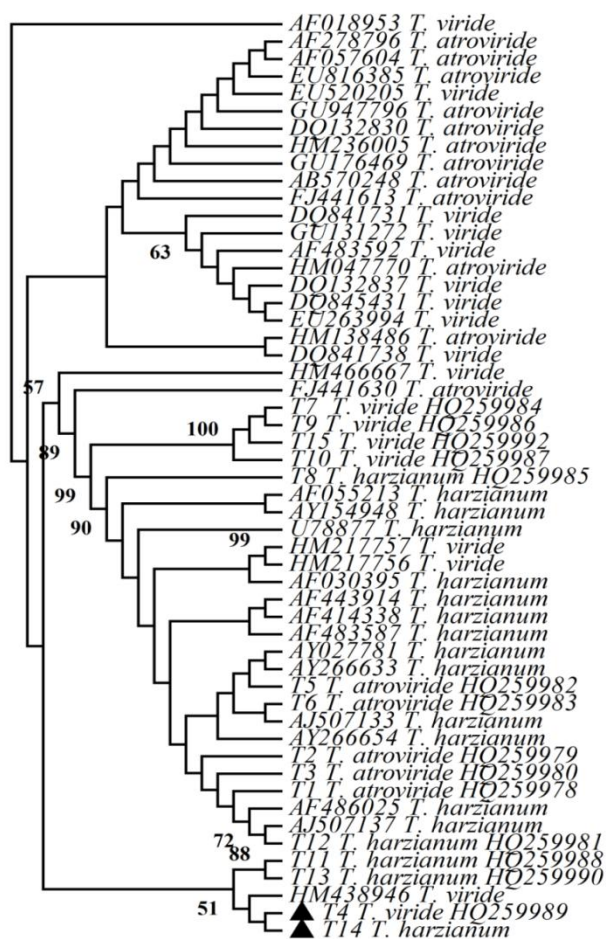 AF018953 T. viride
AF278796 T. atroviride
AF057604 T. atroviride
EU816385 T. atroviride
EU520205 T. viride
GU947796 T. atroviride
DQ132830 T. atroviride
HM236005 T. atroviride
GU176469 T. atroviride
AB570248 T. atroviride
FJ441613 T. atroviride
DQ841731 T. viride
GU131272 T. viride
63
AF483592 T. viride
HM047770 T. atroviride
DQ132837 T. viride
DQ845431 T. viride
EU263994 T. viride
HM138486 T. atroviride
DQ841738 T. viride
HM466667 T. viride
57
FJ441630 T. atroviride
T7 T. viride HQ259984
100
T9 T. viride HQ259986
T15 T. viride HQ259992
89
T10 T. viride HQ259987
T8 T. harzianum HQ259985
99
AF055213 T. harzianum
AY154948 T. harzianum
90
U78877 T. harzianum
99
HM217757 T. viride
HM217756 T. viride
AF030395 T. harzianum
AF443914 T. harzianum
AF414338 T. harzianum
AF483587 T. harzianum
AY027781 T. harzianum
AY266633 T. harzianum
T5 T. atroviride HQ259982
T6 T. atroviride HQ259983
AJ507133 T. harzianum
AY266654 T. harzianum
T2 T. atroviride HQ259979
T3 T. atroviride HQ259980
T1 T. atroviride HQ259978
AF486025 T. harzianum
AJ507137 T. harzianum
72
T12 T. harzianum HQ259981
88
T11 T. harzianum HQ259988
T13 T. harzianum HQ259990
HM438946 T. viride
51
T4 T. viride HQ259989
T14 T. harzianum